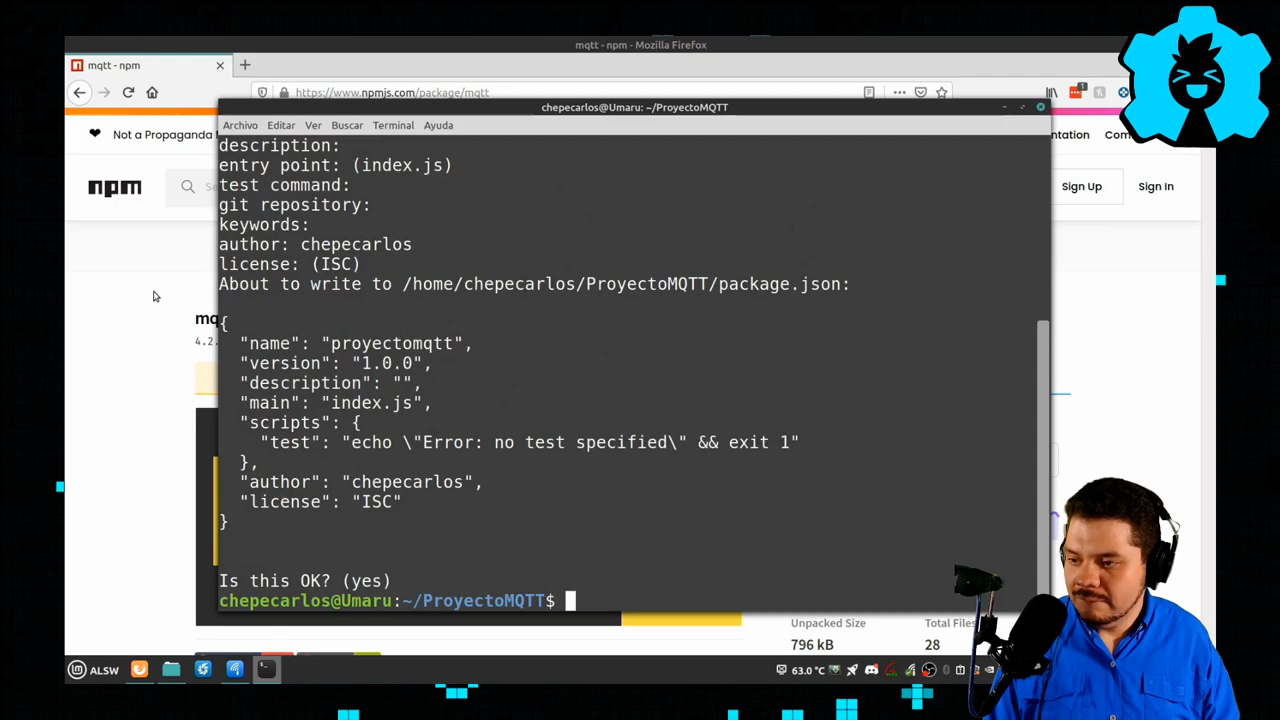 mqtt - npm - Mozilla Firefox
mqtt - npm
https://www.npmjs.com/package/mqtt
chepecarlos@Umaru: ~/ProyectoMQTT
Archivo Editar Ver Buscar Terminal Ayuda
Not a Propaganda
npm
Sign Up
Sign In
description:
entry point: (index.js)
test command:
git repository:
keywords:
author: chepecarlos
license: (ISC)
About to write to /home/chepecarlos/ProyectoMQTT/package.json:
{
"name": "proyectomqtt",
"version": "1.0.0",
"description": "",
"main": "index.js",
"scripts": {
"test": "echo \"Error: no test specified\" && exit 1"
},
"author": "chepecarlos",
"license": "ISC"
}
Is this OK? (yes)
chepecarlos@Umaru:~/ProyectoMQTT$
4.2.
Unpacked Size
Total Files
796 kB
28
ALSW
63.0 °C